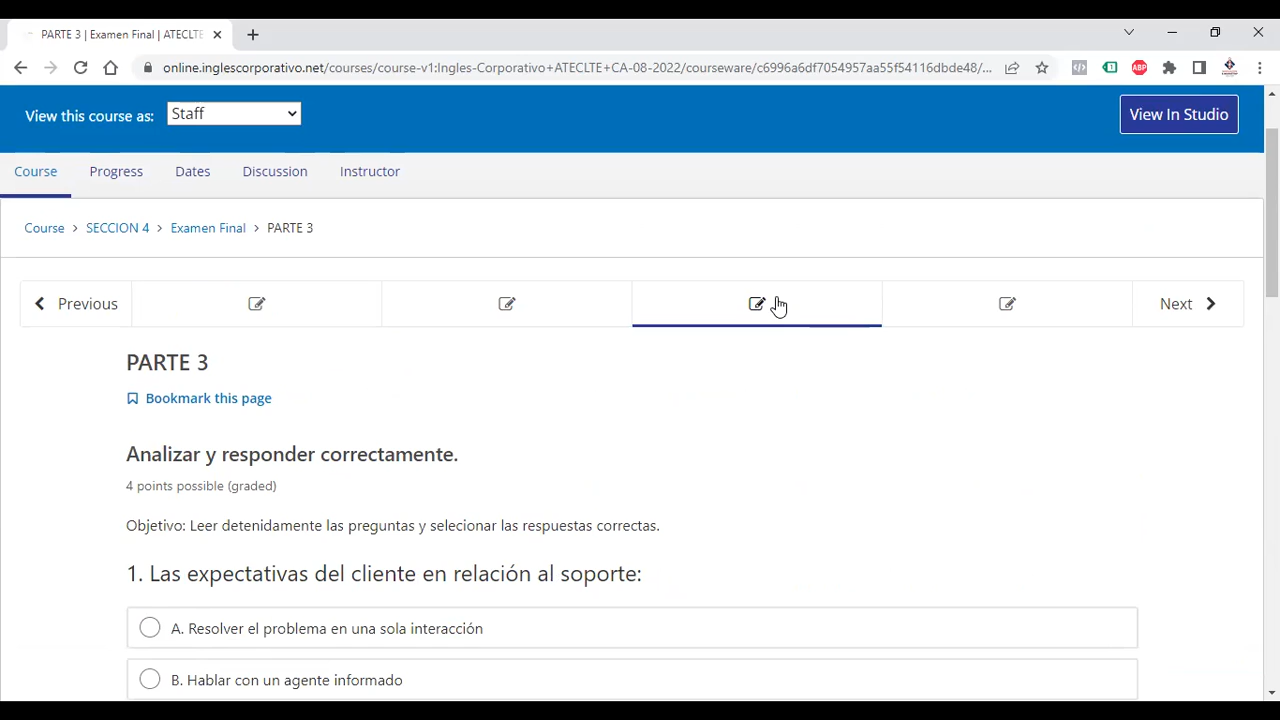 PARTE 3 | Examen Final | ATECLTE
online.inglescorporativo.net/courses/course-v1:Ingles-Corporativo+ATECLTE+CA-08-2022/courseware/c6996a6df7054957aa55f54116dbde48/...
ABP
View this course as:
Staff
View In Studio
Course
Progress
Dates
Discussion
Instructor
Course > SECCION 4 > Examen Final > PARTE 3
Previous
Next
PARTE 3
Bookmark this page
Analizar y responder correctamente.
4 points possible (graded)
Objetivo: Leer detenidamente las preguntas y selecionar las respuestas correctas.
1. Las expectativas del cliente en relación al soporte:
A. Resolver el problema en una sola interacción
B. Hablar con un agente informado